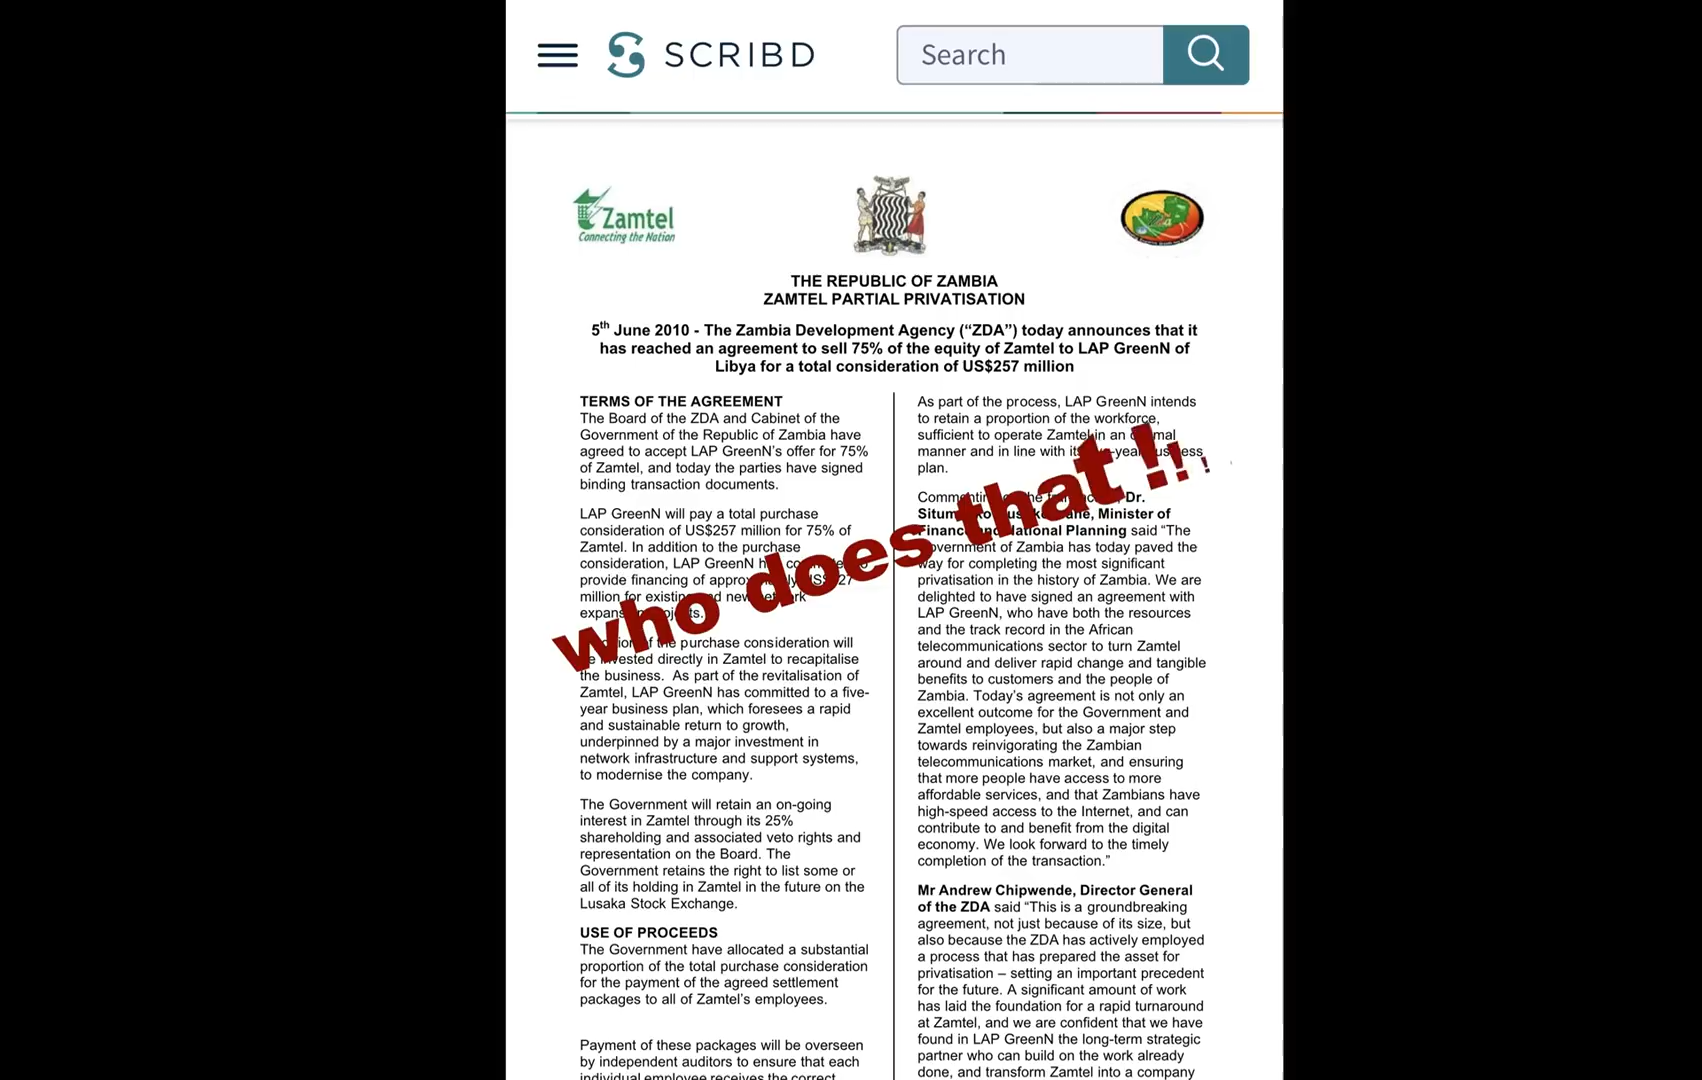 SCRIBD
Search
Zamtel
Connecting the Nation
THE REPUBLIC OF ZAMBIA
ZAMTEL PARTIAL PRIVATISATION
5th June 2010 - The Zambia Development Agency (“ZDA”) today announces that it
has reached an agreement to sell 75% of the equity of Zamtel to LAP GreenN of
Libya for a total consideration of US$257 million
TERMS OF THE AGREEMENT
The Board of the ZDA and Cabinet of the
Government of the Republic of Zambia have
agreed to accept LAP GreenN’s offer for 75%
of Zamtel, and today the parties have signed
binding transaction documents.
LAP GreenN will pay a total purchase
consideration of US$257 million for 75% of
Zamtel. In addition to the purchase
consideration, LAP GreenN
provide financing of
million for existing new
purchase consideration will
invested directly in Zamtel to recapitalise
the business. As part of the revitalisation of
Zamtel, LAP GreenN has committed to a five-
year business plan, which foresees a rapid
and sustainable return to growth,
underpinned by a major investment in
network infrastructure and support systems,
to modernise the company.
The Government will retain an on-going
interest in Zamtel through its 25%
shareholding and associated veto rights and
representation on the Board. The
Government retains the right to list some or
all of its holding in Zamtel in the future on the
Lusaka Stock Exchange.
USE OF PROCEEDS
The Government have allocated a substantial
proportion of the total purchase consideration
for the payment of the agreed settlement
packages to all of Zamtel’s employees.
Payment of these packages will be overseen
by independent auditors to ensure that each
individual employee receives the correct
As part of the process, LAP GreenN intends
to retain a proportion of the workforce,
sufficient to operate Zamtel in an
manner and in line with
plan.
Dr.
Minister of
National Planning said “The
Government of Zambia has today paved the
way for completing the most significant
privatisation in the history of Zambia. We are
delighted to have signed an agreement with
LAP GreenN, who have both the resources
and the track record in the African
telecommunications sector to turn Zamtel
around and deliver rapid change and tangible
benefits to customers and the people of
Zambia. Today’s agreement is not only an
excellent outcome for the Government and
Zamtel employees, but also a major step
towards reinvigorating the Zambian
telecommunications market, and ensuring
that more people have access to more
affordable services, and that Zambians have
high-speed access to the Internet, and can
contribute to and benefit from the digital
economy. We look forward to the timely
completion of the transaction.”
Mr Andrew Chipwende, Director General
of the ZDA said “This is a groundbreaking
agreement, not just because of its size, but
also because the ZDA has actively employed
a process that has prepared the asset for
privatisation – setting an important precedent
for the future. A significant amount of work
has laid the foundation for a rapid turnaround
at Zamtel, and we are confident that we have
found in LAP GreenN the long-term strategic
partner who can build on the work already
done, and transform Zamtel into a company
who does that !!!